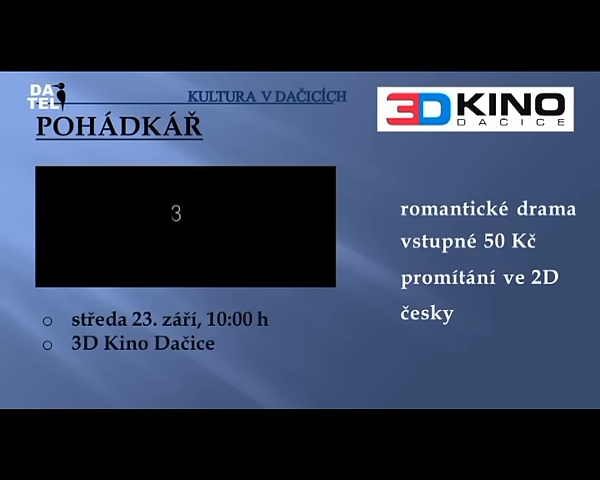 DA
TEL
KULTURA V DAČICÍCH
POHÁDKÁŘ
3D KINO
DAČICE
3
romantické drama
vstupné 50 Kč
promítání ve 2D
česky
středa 23. září, 10:00 h
3D Kino Dačice